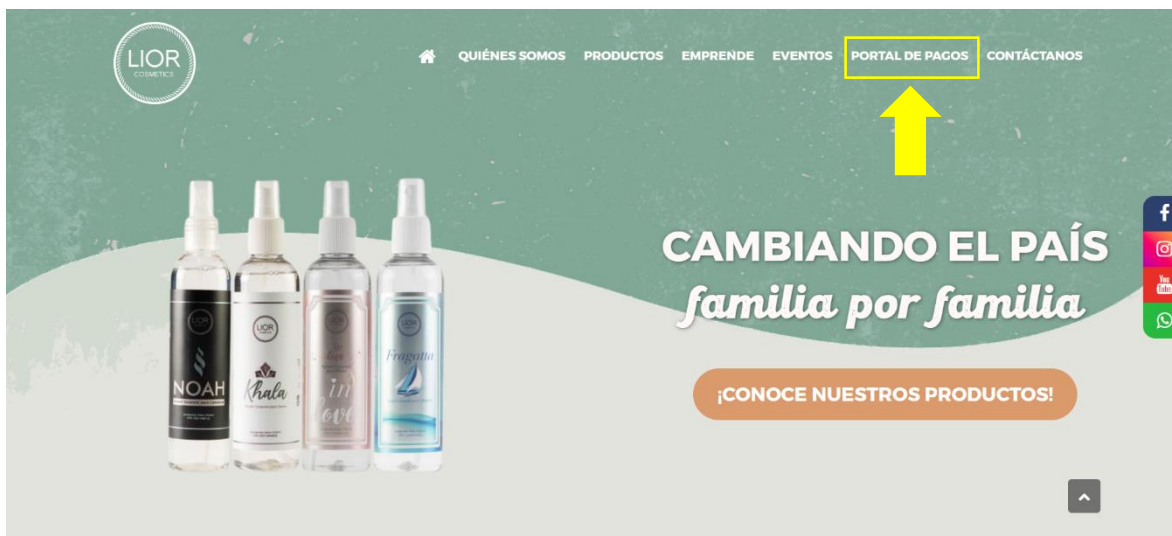 LIOR
COSMETICS
QUIÉNES SOMOS PRODUCTOS EMPRENDE EVENTOS PORTAL DE PAGOS CONTÁCTANOS
CAMBIANDO EL PAÍS
familia por familia
¡CONOCE NUESTROS PRODUCTOS!
LIOR
NOAH
LIOR
Khala
in
love
LIOR
Fragatta
You
Tube